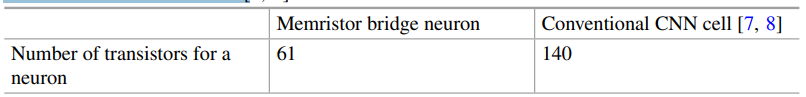 Memristor bridge neuron Conventional CNN cell [7, 8]
Number of transistors for a 61 140
neuron